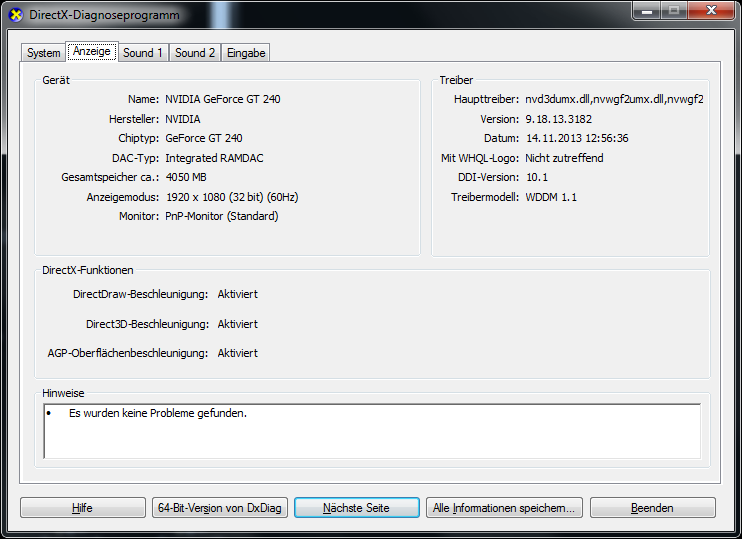 DirectX-Diagnoseprogramm
System Anzeige Sound 1 Sound 2 Eingabe
Gerät
Name: NVIDIA GeForce GT 240
Hersteller: NVIDIA
Chiptyp: GeForce GT 240
DAC-Typ: Integrated RAMDAC
Gesamtspeicher ca.: 4050 MB
Anzeigemodus: 1920 x 1080 (32 bit) (60Hz)
Monitor: PnP-Monitor (Standard)
Treiber
Haupttreiber: nvd3dumx.dll,nvwgf2umx.dll,nvwgf2
Version: 9.18.13.3182
Datum: 14.11.2013 12:56:36
Mit WHQL-Logo: Nicht zutreffend
DDI-Version: 10.1
Treibermodell: WDDM 1.1
DirectX-Funktionen
DirectDraw-Beschleunigung: Aktiviert
Direct3D-Beschleunigung: Aktiviert
AGP-Oberflächenbeschleunigung: Aktiviert
Hinweise
• Es wurden keine Probleme gefunden.
Hilfe 64-Bit-Version von DxDiag Nächste Seite Alle Informationen speichern... Beenden